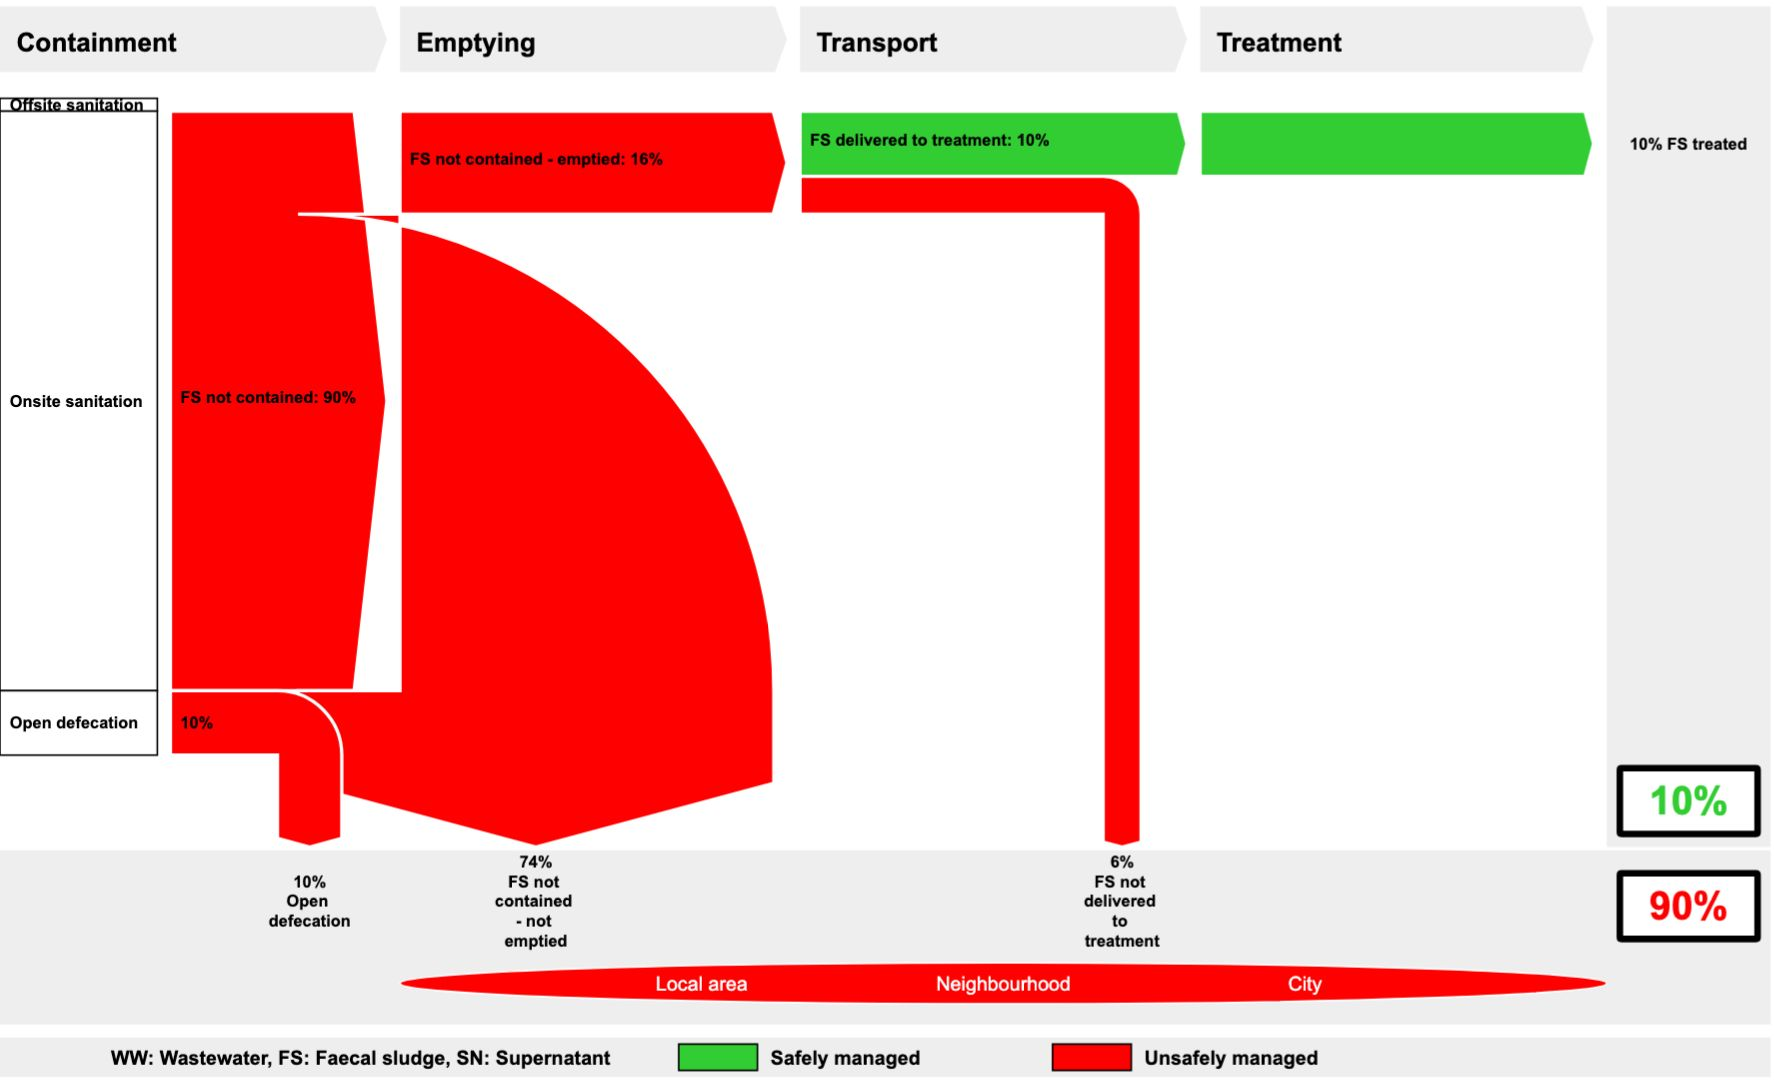 Containment
Emptying
Transport
Treatment
Offsite sanitation
FS delivered to treatment: 10%
10% FS treated
FS not contained - emptied: 16%
Onsite sanitation
FS not contained: 90%
Open defecation
10%
10%
10%
Open
defecation
74%
FS not
contained
- not
emptied
6%
FS not
delivered
to
treatment
90%
Local area
Neighbourhood
City
WW: Wastewater, FS: Faecal sludge, SN: Supernatant
Safely managed
Unsafely managed